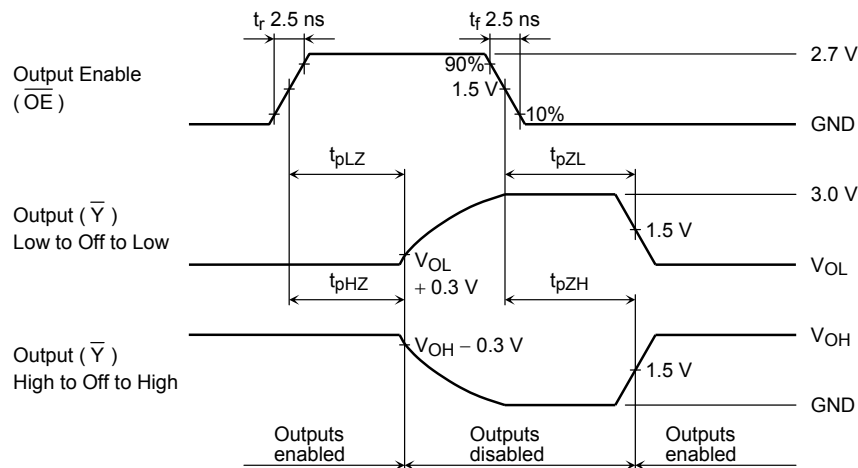 tr 2.5 ns
tf 2.5 ns
Output Enable
( OE )
90%
1.5 V
10%
2.7 V
GND
tpLZ
tpZL
Output ( Y )
Low to Off to Low
3.0 V
1.5 V
VOL
VOL
+ 0.3 V
tpHZ
tpZH
Output ( Y )
High to Off to High
VOH − 0.3 V
VOH
1.5 V
GND
Outputs
enabled
Outputs
disabled
Outputs
enabled